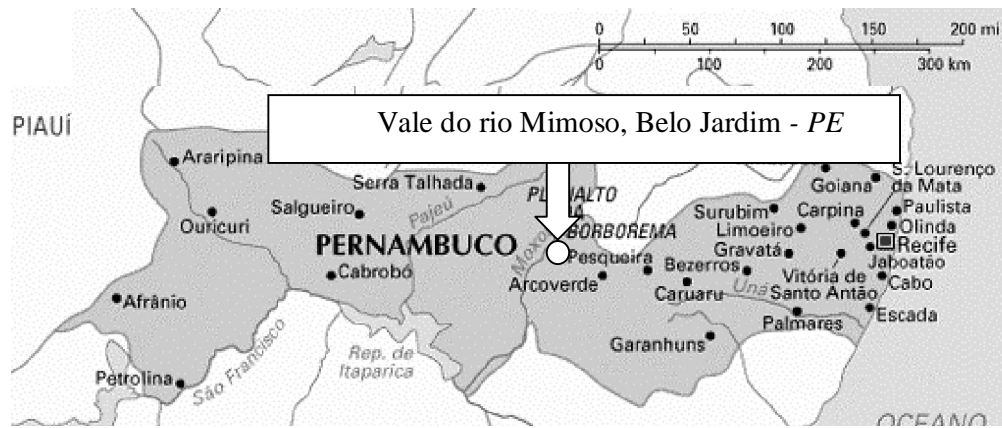 0 50 100 150 200 mi
0 100 200 300 km
PIAUÍ
Vale do rio Mimoso, Belo Jardim - PE
Araripina
Serra Talhada
Goiana
S. Lourenço
da Mata
Ouricuri
Salgueiro
Pajeú
BORBOREMA
Surubim
Carpina
Paulista
Limoeiro
Olinda
PERNAMBUCO
Gravatá
Recife
Cabrobó
Moxo
Pesqueira
Bezerros
Jaboatão
Arcoverde
Caruaru
Uná
Vitória de
Santo Antão
Cabo
Afrânio
São Francisco
Palmares
Escada
Garanhuns
Rep. de
Itaparica
Petrolina
OCEANO